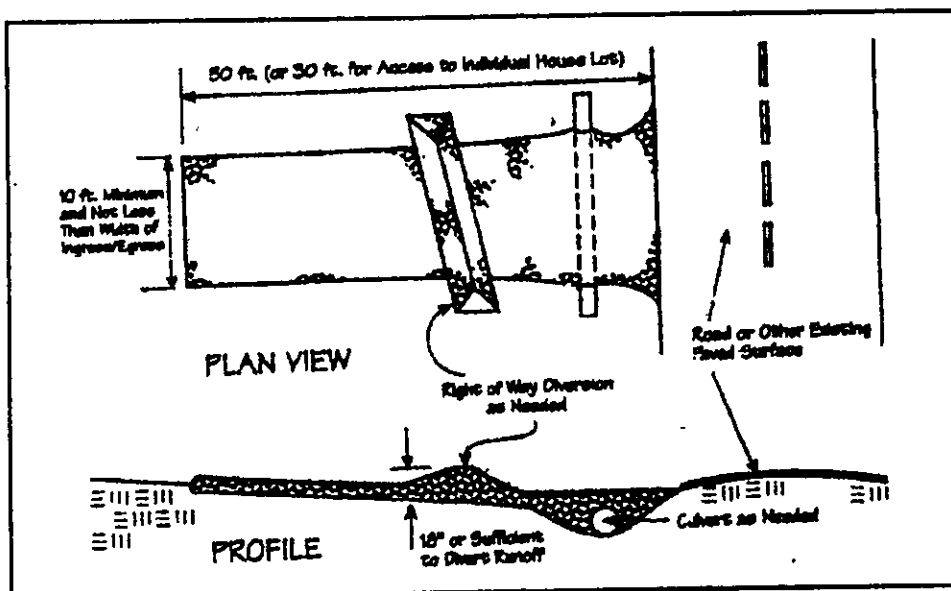 50 ft. (or 30 ft. for Access to Individual House Lot)
10 ft. Minimum
and Not Less
Than Width of
Ingress/Egress
PLAN VIEW
Right of Way Diversion
as Needed
Road or Other Existing
Paved Surface
Culvert as Needed
18" or Sufficient
to Divert Runoff
PROFILE